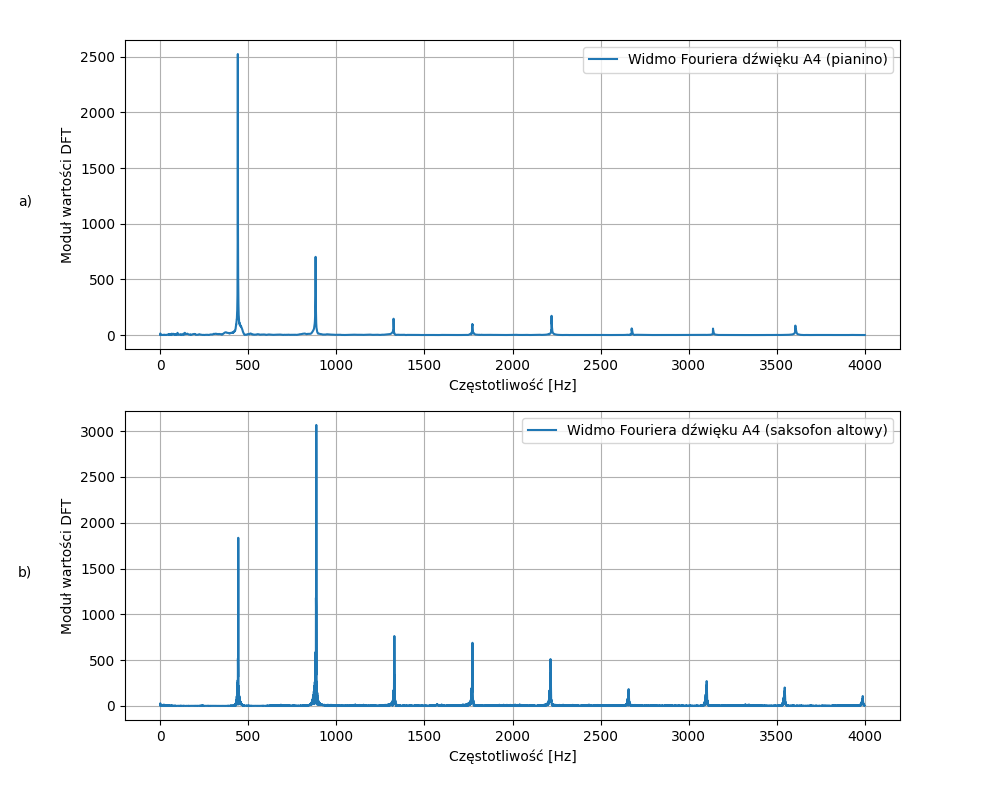 a)
Moduł wartości DFT
2500
2000
1500
1000
500
0
Widmo Fouriera dźwięku A4 (pianino)
0 500 1000 1500 2000 2500 3000 3500 4000
Częstotliwość [Hz]
b)
Moduł wartości DFT
3000
2500
2000
1500
1000
500
0
Widmo Fouriera dźwięku A4 (saksofon altowy)
0 500 1000 1500 2000 2500 3000 3500 4000
Częstotliwość [Hz]